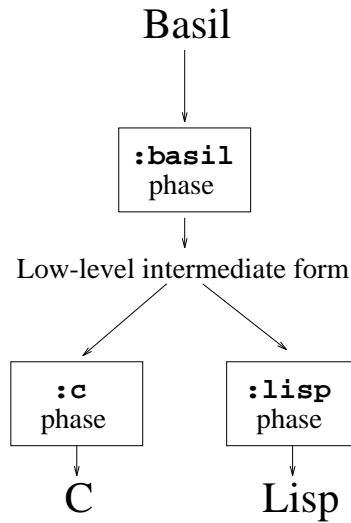 Basil
:basil
phase
Low-level intermediate form
:c
phase
:lisp
phase
C
Lisp